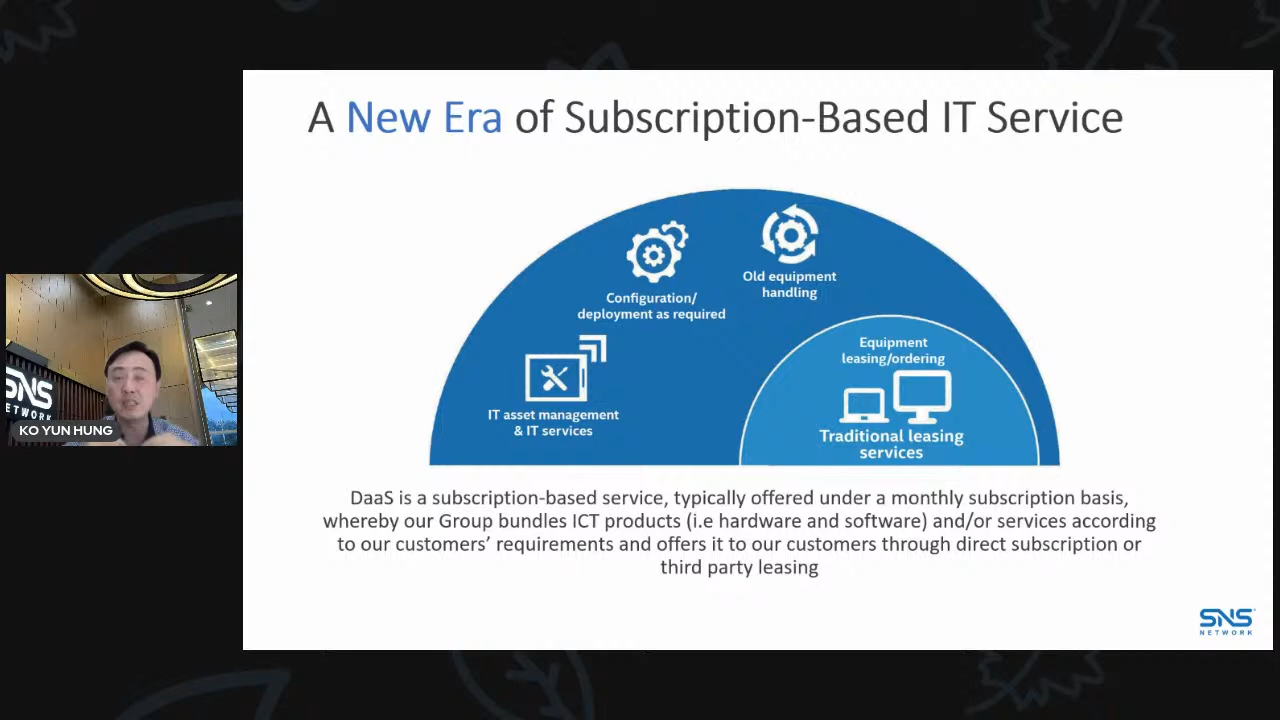 A New Era of Subscription-Based IT Service
Old equipment
handling
Configuration/
deployment as required
Equipment
leasing/ordering
IT asset management
& IT services
Traditional leasing
services
SNS
NETWORK
KO YUN HUNG
DaaS is a subscription-based service, typically offered under a monthly subscription basis,
whereby our Group bundles ICT products (i.e hardware and software) and/or services according
to our customers’ requirements and offers it to our customers through direct subscription or
third party leasing
SNS
NETWORK